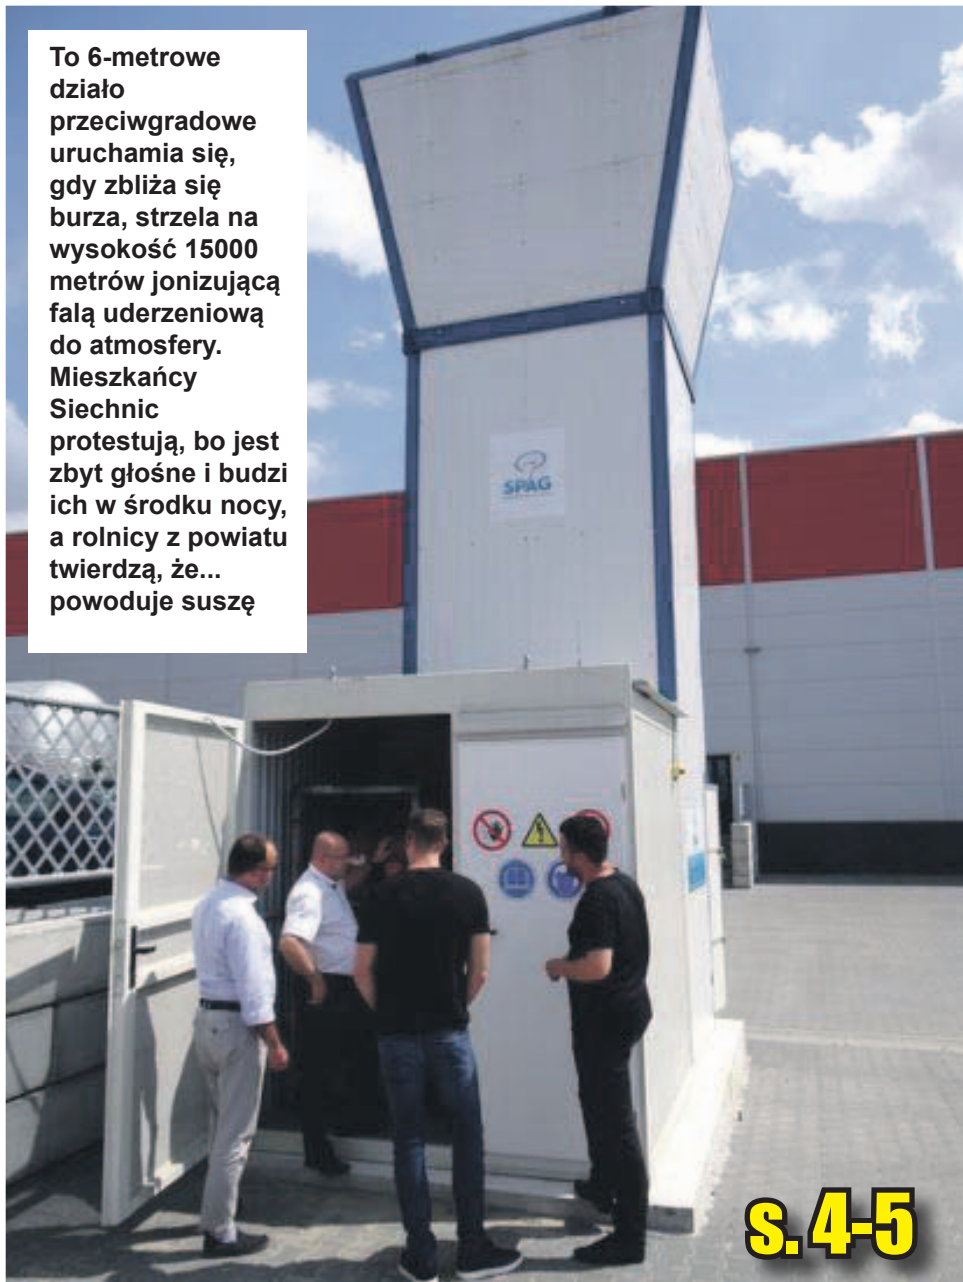 To 6-metrowe
działo
przeciwgradowe
uruchamia się,
gdy zbliża się
burza, strzela na
wysokość 15000
metrów jonizującą
falą uderzeniową
do atmosfery.
Mieszkańcy
Siechnic
protestują, bo jest
zbyt głośne i budzi
ich w środku nocy,
a rolnicy z powiatu
twierdzą, że...
powoduje suszę
SPAG
s. 4-5